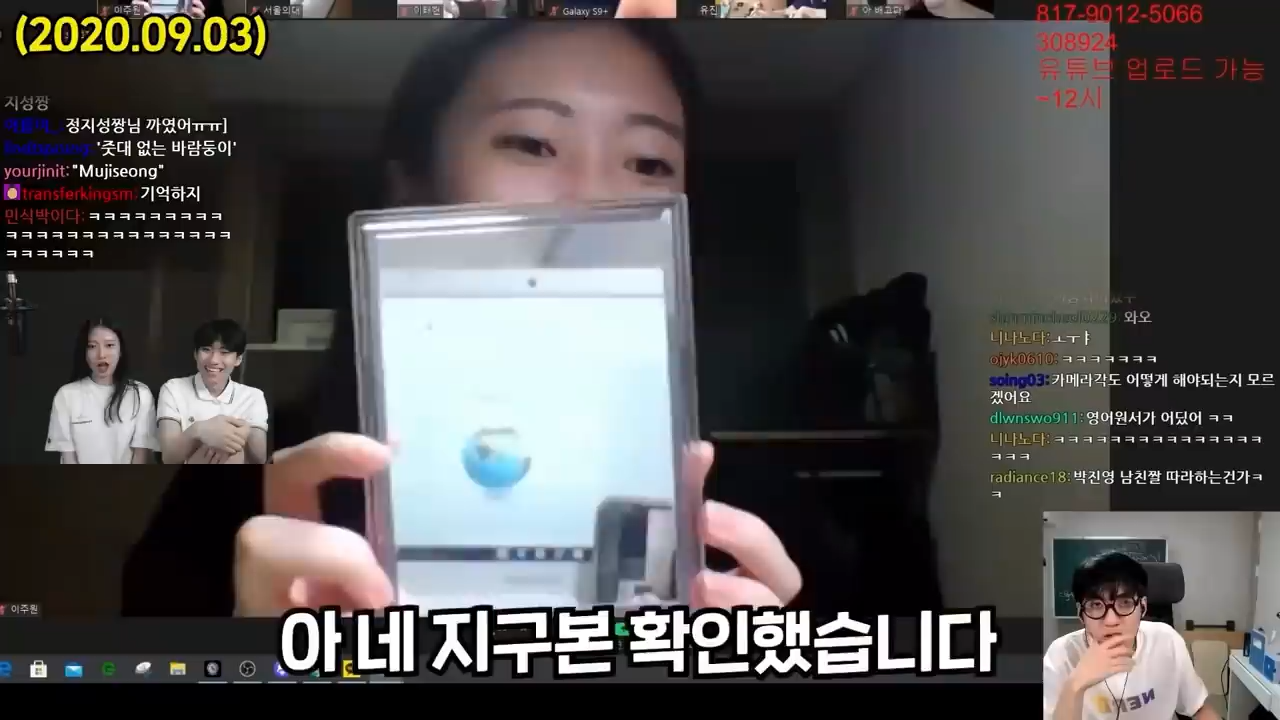 이주원
서울의대
이태현
Galaxy S9+
유진
아 배고파
(2020.09.03)
817-9012-5066
308924
유튜브 업로드 가능
~12시
지성짱
정지성짱님 까였어ㅠㅠ]
'줏대 없는 바람둥이'
yourjinit: "Mujiseong"
transferkingsm: 기억하지
민식박이다: ㅋㅋㅋㅋㅋㅋㅋㅋㅋ
ㅋㅋㅋㅋㅋㅋㅋㅋㅋㅋㅋㅋㅋㅋㅋ
ㅋㅋㅋㅋㅋㅋ
와오
니나노다: ㅗㅜㅑ
ojyk0610: ㅋㅋㅋㅋㅋㅋㅋ
soing03: 카메라각도 어떻게 해야되는지 모르
겠어요
dlwnswo911: 영어원서가 어딨어 ㅋㅋ
니나노다: ㅋㅋㅋㅋㅋㅋㅋㅋㅋㅋㅋㅋㅋㅋㅋ
ㅋㅋㅋ
radiance18: 박진영 남친짤 따라하는건가ㅋ
ㅋ
이주원
아 네 지구본 확인했습니다